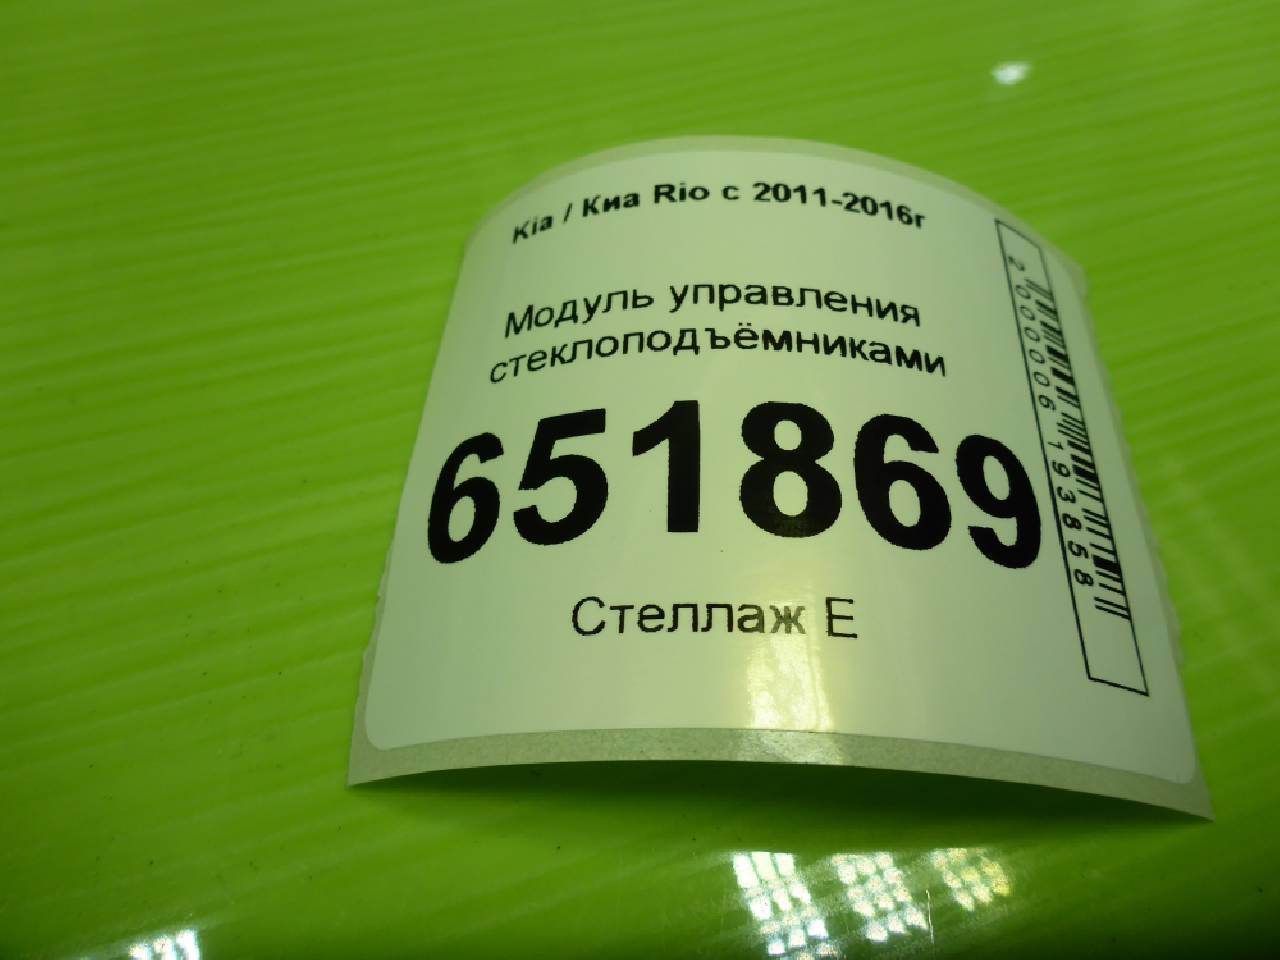 Kia / Киа Rio с 2011-2016г
Модуль управления
стеклоподъёмниками
651869
Стеллаж Е
2000006193858